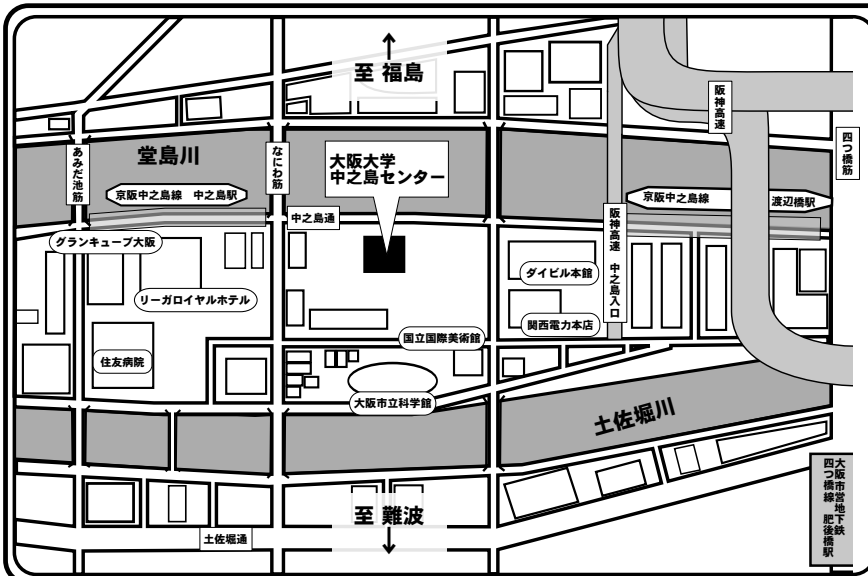 至 福島
阪神高速
四つ橋筋
あみだ池筋
堂島川
なにわ筋
大阪大学
中之島センター
京阪中之島線 中之島駅
京阪中之島線 渡辺橋駅
中之島通
阪神高速 中之島入口
グランキューブ大阪
ダイビル本館
リーガロイヤルホテル
関西電力本店
国立国際美術館
住友病院
大阪市立科学館
土佐堀川
大阪市営地下鉄
四つ橋線 肥後橋駅
至 難波
土佐堀通